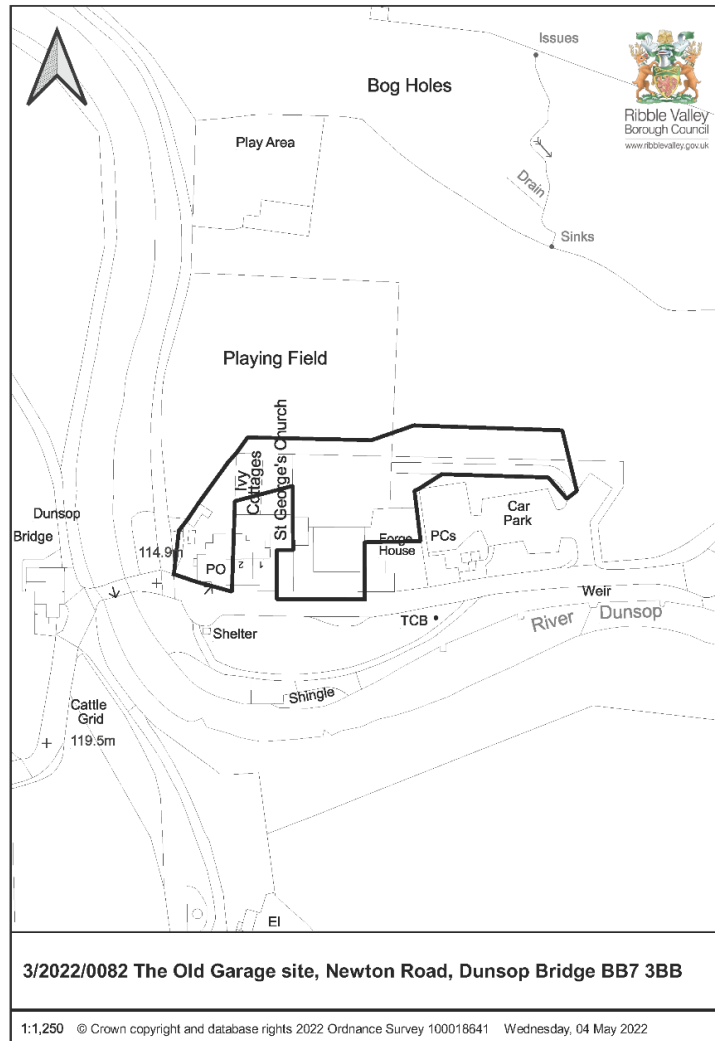 Issues
Bog Holes
Ribble Valley
Borough Council
www.ribblevalley.gov.uk
Play Area
Drain
Sinks
Playing Field
Ivy
Cottages
St George's Church
Dunsop
Bridge
114.9m
PO
2
1
Forge
House
PCs
Car
Park
Weir
Shelter
TCB
River Dunsop
Shingle
Cattle
Grid
119.5m
El
3/2022/0082 The Old Garage site, Newton Road, Dunsop Bridge BB7 3BB
1:1,250 © Crown copyright and database rights 2022 Ordnance Survey 100018641 Wednesday, 04 May 2022